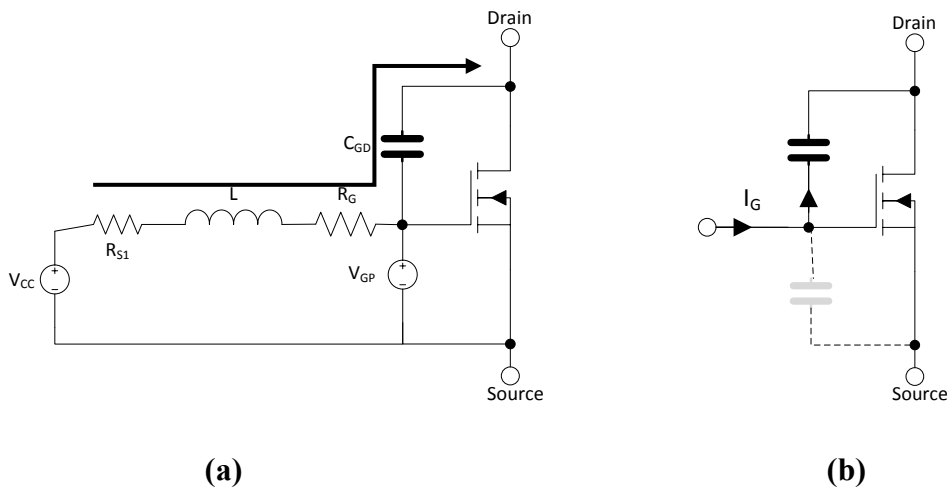 Drain
C_GD
L
R_G
R_S1
V_CC
+
−
V_GP
+
−
Source
(a)
Drain
I_G
Source
(b)